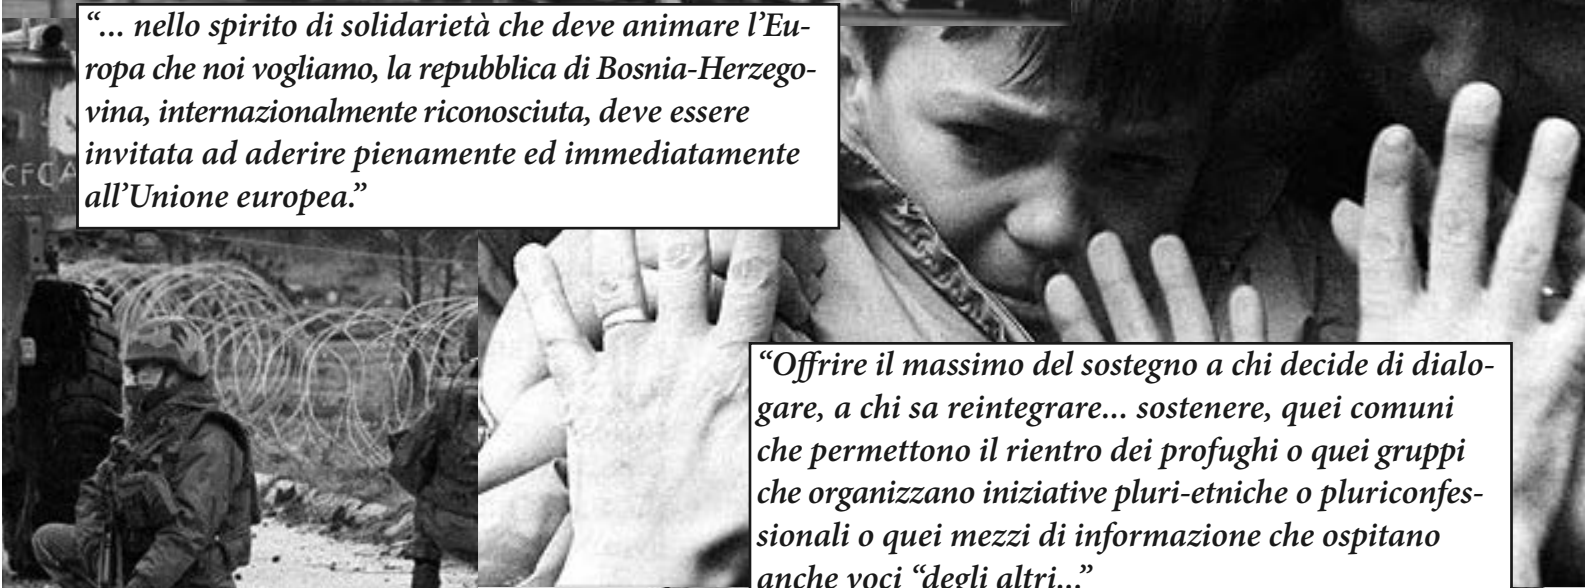 “... nello spirito di solidarietà che deve animare l’Eu-
ropa che noi vogliamo, la repubblica di Bosnia-Herzego-
vina, internazionalmente riconosciuta, deve essere
invitata ad aderire pienamente ed immediatamente
all’Unione europea.”
CFCA
“Offrire il massimo del sostegno a chi decide di dialo-
gare, a chi sa reintegrare... sostenere, quei comuni
che permettono il rientro dei profughi o quei gruppi
che organizzano iniziative pluri-etniche o pluriconfes-
sionali o quei mezzi di informazione che ospitano
anche voci “degli altri...”